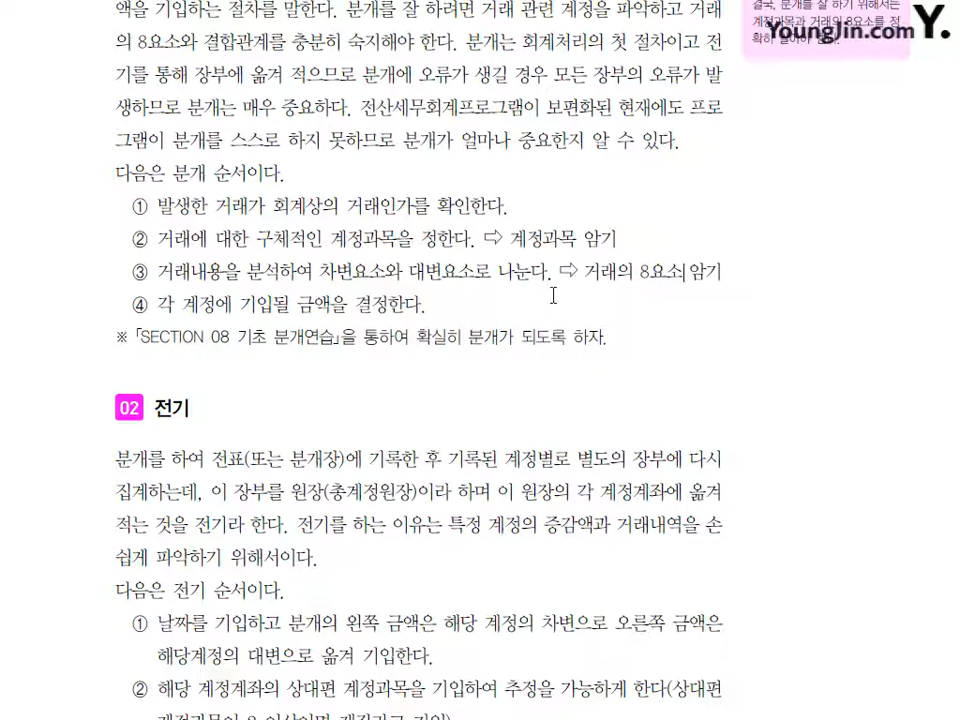 액을 기입하는 절차를 말한다. 분개를 잘 하려면 거래 관련 계정을 파악하고 거래
의 8요소와 결합관계를 충분히 숙지해야 한다. 분개는 회계처리의 첫 절차이고 전
기를 통해 장부에 옮겨 적으므로 분개에 오류가 생길 경우 모든 장부의 오류가 발
생하므로 분개는 매우 중요하다. 전산세무회계프로그램이 보편화된 현재에도 프로
그램이 분개를 스스로 하지 못하므로 분개가 얼마나 중요한지 알 수 있다.
다음은 분개 순서이다.
① 발생한 거래가 회계상의 거래인가를 확인한다.
② 거래에 대한 구체적인 계정과목을 정한다. ⇨ 계정과목 암기
③ 거래내용을 분석하여 차변요소와 대변요소로 나눈다. ⇨ 거래의 8요소 암기
④ 각 계정에 기입될 금액을 결정한다.
※ 「SECTION 08 기초 분개연습」을 통하여 확실히 분개가 되도록 하자.
02 전기
분개를 하여 전표(또는 분개장)에 기록한 후 기록된 계정별로 별도의 장부에 다시
집계하는데, 이 장부를 원장(총계정원장)이라 하며 이 원장의 각 계정계좌에 옮겨
적는 것을 전기라 한다. 전기를 하는 이유는 특정 계정의 증감액과 거래내역을 손
쉽게 파악하기 위해서이다.
다음은 전기 순서이다.
① 날짜를 기입하고 분개의 왼쪽 금액은 해당 계정의 차변으로 오른쪽 금액은
해당계정의 대변으로 옮겨 기입한다.
② 해당 계정계좌의 상대편 계정과목을 기입하여 추정을 가능하게 한다(상대편
결국, 분개를 잘 하기 위해서는
계정과목과 거래의 8요소를 정
YoungJin.com Y.